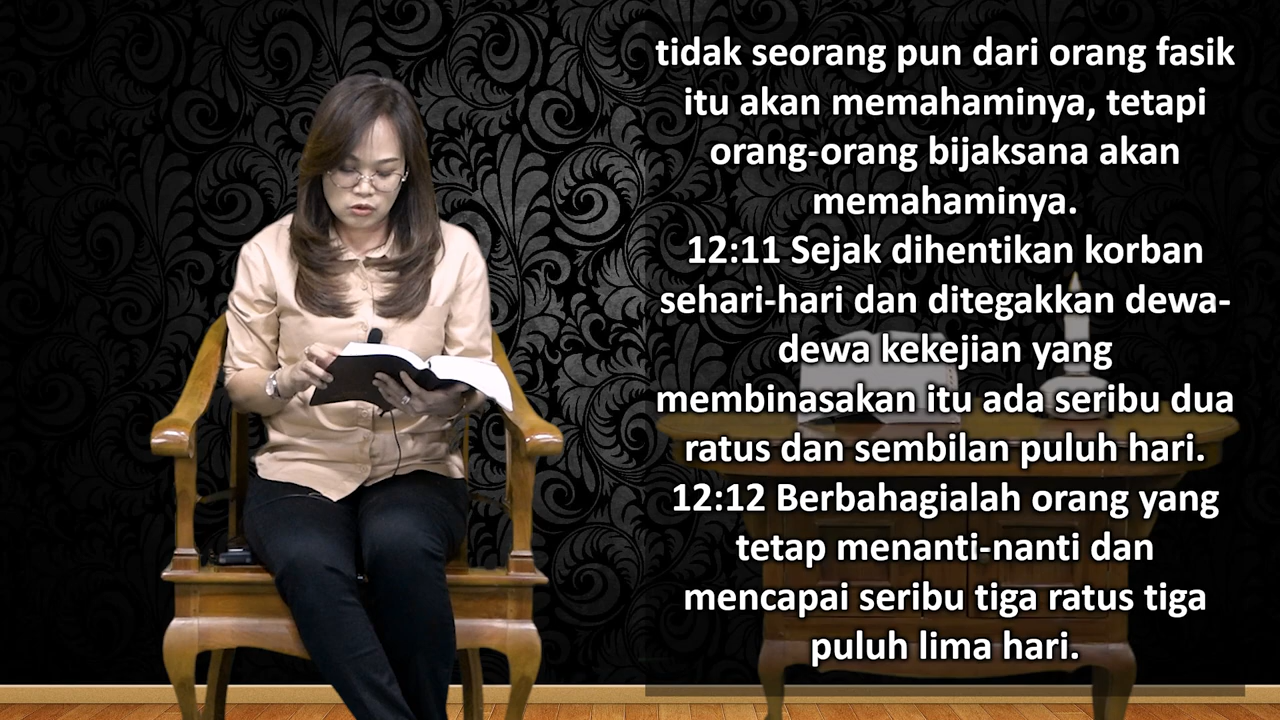 tidak seorang pun dari orang fasik
itu akan memahaminya, tetapi
orang-orang bijaksana akan
memahaminya.
12:11 Sejak dihentikan korban
sehari-hari dan ditegakkan dewa-
dewa kekejian yang
membinasakan itu ada seribu dua
ratus dan sembilan puluh hari.
12:12 Berbahagialah orang yang
tetap menanti-nanti dan
mencapai seribu tiga ratus tiga
puluh lima hari.